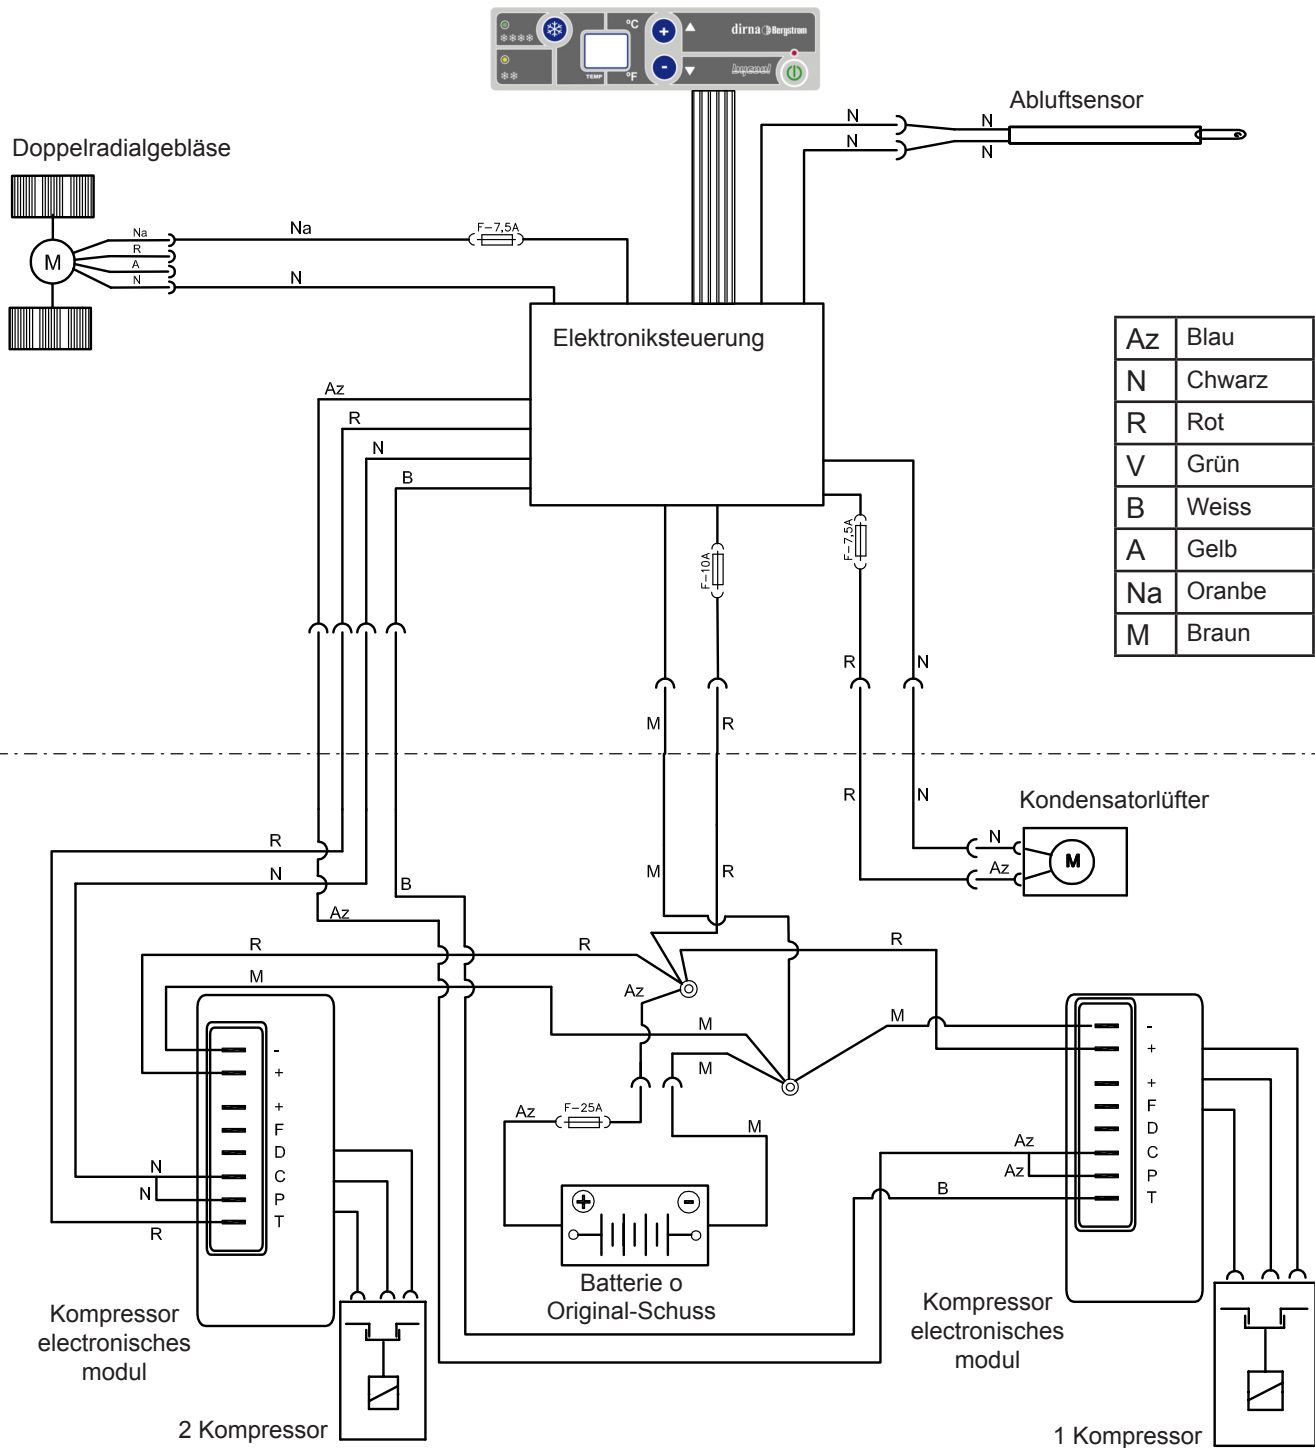 °C
+
dirna Bergstrom
-
TEMP
°F
bycool
Abluftsensor
N
N
N
N
Doppelradialgebläse
Na
R
A
N
M
Na
F-7,5A
N
Elektroniksteuerung
Az
R
N
B
F-10A
F-7,5A
Az Blau
N Chwarz
R Rot
V Grün
B Weiss
A Gelb
Na Oranbe
M Braun
R
N
M
R
R
N
Kondensatorlüfter
N
Az
M
R
N
M
R
B
Az
R
R
R
M
Az
M
M
M
Az
F-25A
M
-
+
+
F
D
C
P
T
N
N
R
-
+
+
F
D
C
P
T
Az
Az
B
+
-
Batterie o
Original-Schuss
Kompressor
electronisches
modul
2 Kompressor
Kompressor
electronisches
modul
1 Kompressor